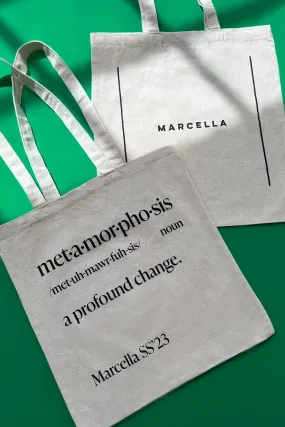 MARCELLA
met·a·mor·pho·sis
/met-uh-mawr-fuh-sis/ noun
a profound change.
Marcella SS'23